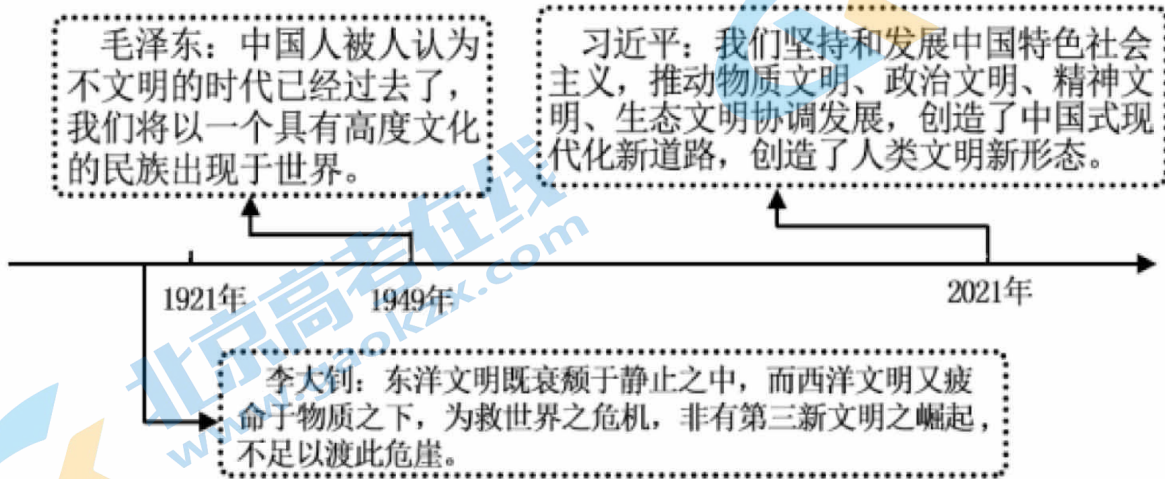 毛泽东：中国人被人认为
不文明的时代已经过去了，
我们将以一个具有高度文化
的民族出现于世界。
习近平：我们坚持和发展中国特色社会
主义，推动物质文明、政治文明、精神文
明、生态文明协调发展，创造了中国式现
代化新道路，创造了人类文明新形态。
1921年
1949年
2021年
李大钊：东洋文明既衰颓于静止之中，而西洋文明又疲
命于物质之下，为救世界之危机，非有第三新文明之崛起，
不足以渡此危崖。
北京高考在线
www.gaokzx.com